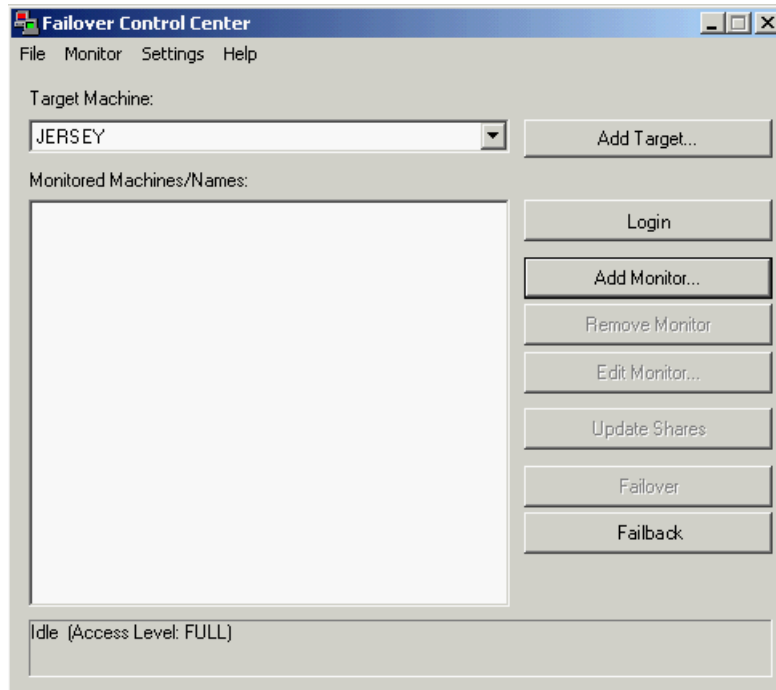 Failover Control Center
File Monitor Settings Help
Target Machine:
JERSEY
Add Target...
Monitored Machines/Names:
Login
Add Monitor...
Remove Monitor
Edit Monitor...
Update Shares
Failover
Failback
Idle (Access Level: FULL)